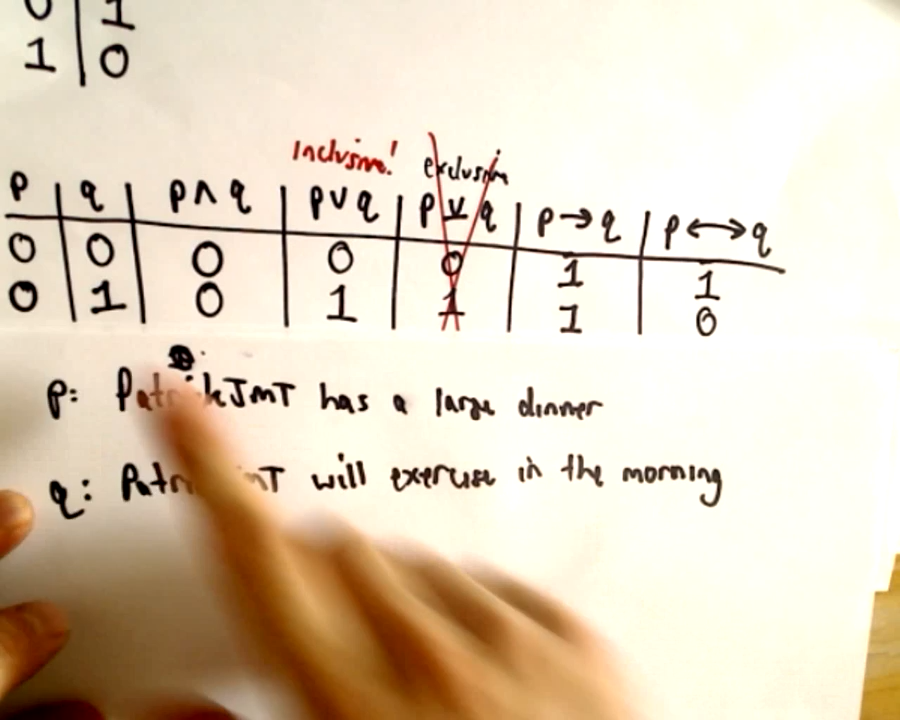 0 | 1
1 | 0
Inclusive! exclusive
p | q | p∧q | p∨q | p⊻q | p→q | p↔q
0 | 0 | 0 | 0 | 0 | 1 | 1
0 | 1 | 0 | 1 | 1 | 1 | 0
p: PatrickJMT has a large dinner
q: will exercise in the morning